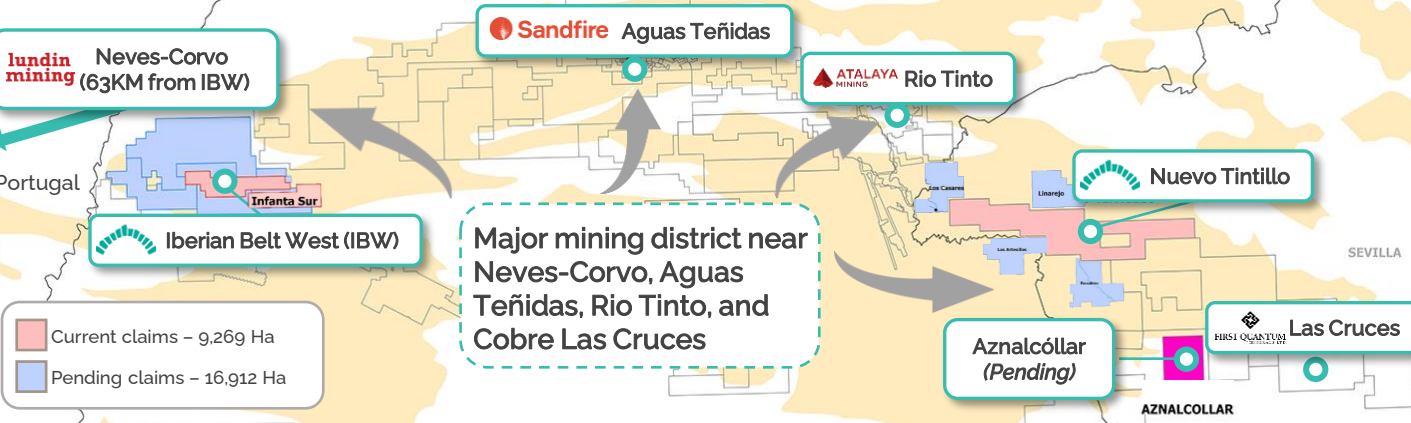 lundin
mining
Neves-Corvo
(63KM from IBW)
Sandfire Aguas Teñidas
ATALAYA
MINING
Rio Tinto
Portugal
Infanta Sur
Iberian Belt West (IBW)
Los Casares
Linarejo
Nuevo Tintillo
Major mining district near
Neves-Corvo, Aguas
Teñidas, Rio Tinto, and
Cobre Las Cruces
SEVILLA
Current claims – 9,269 Ha
Pending claims – 16,912 Ha
Aznalcóllar
(Pending)
FIRST QUANTUM
Las Cruces
AZNALCOLLAR